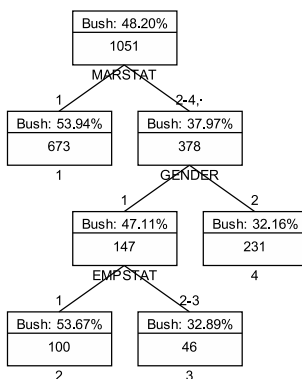 Bush: 48.20%
1051
MARSTAT
1 2-4,.
Bush: 53.94% Bush: 37.97%
673 378
1 GENDER
1 2
Bush: 47.11% Bush: 32.16%
147 231
EMPSTAT 4
1 2-3
Bush: 53.67% Bush: 32.89%
100 46
2 3